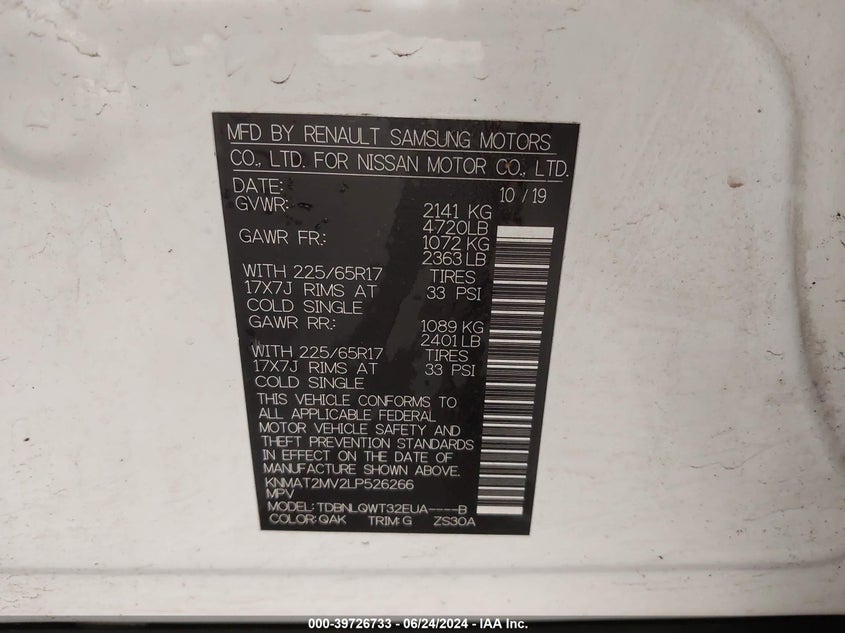 MFD BY RENAULT SAMSUNG MOTORS
CO., LTD. FOR NISSAN MOTOR CO., LTD.
DATE: 10 / 19
GVWR: 2141 KG
4720LB
GAWR FR.: 1072 KG
2363 LB
WITH 225/65R17 TIRES
17X7J RIMS AT 33 PSI
COLD SINGLE
GAWR RR.: 1089 KG
2401 LB
WITH 225/65R17 TIRES
17X7J RIMS AT 33 PSI
COLD SINGLE
THIS VEHICLE CONFORMS TO
ALL APPLICABLE FEDERAL
MOTOR VEHICLE SAFETY AND
THEFT PREVENTION STANDARDS
IN EFFECT ON THE DATE OF
MANUFACTURE SHOWN ABOVE.
KNMAT2MV2LP526266
MPV
MODEL: TDBNLQWT32EUA----B
COLOR: QAK TRIM: G ZS30A
000-39726733 - 06/24/2024 - IAA Inc.